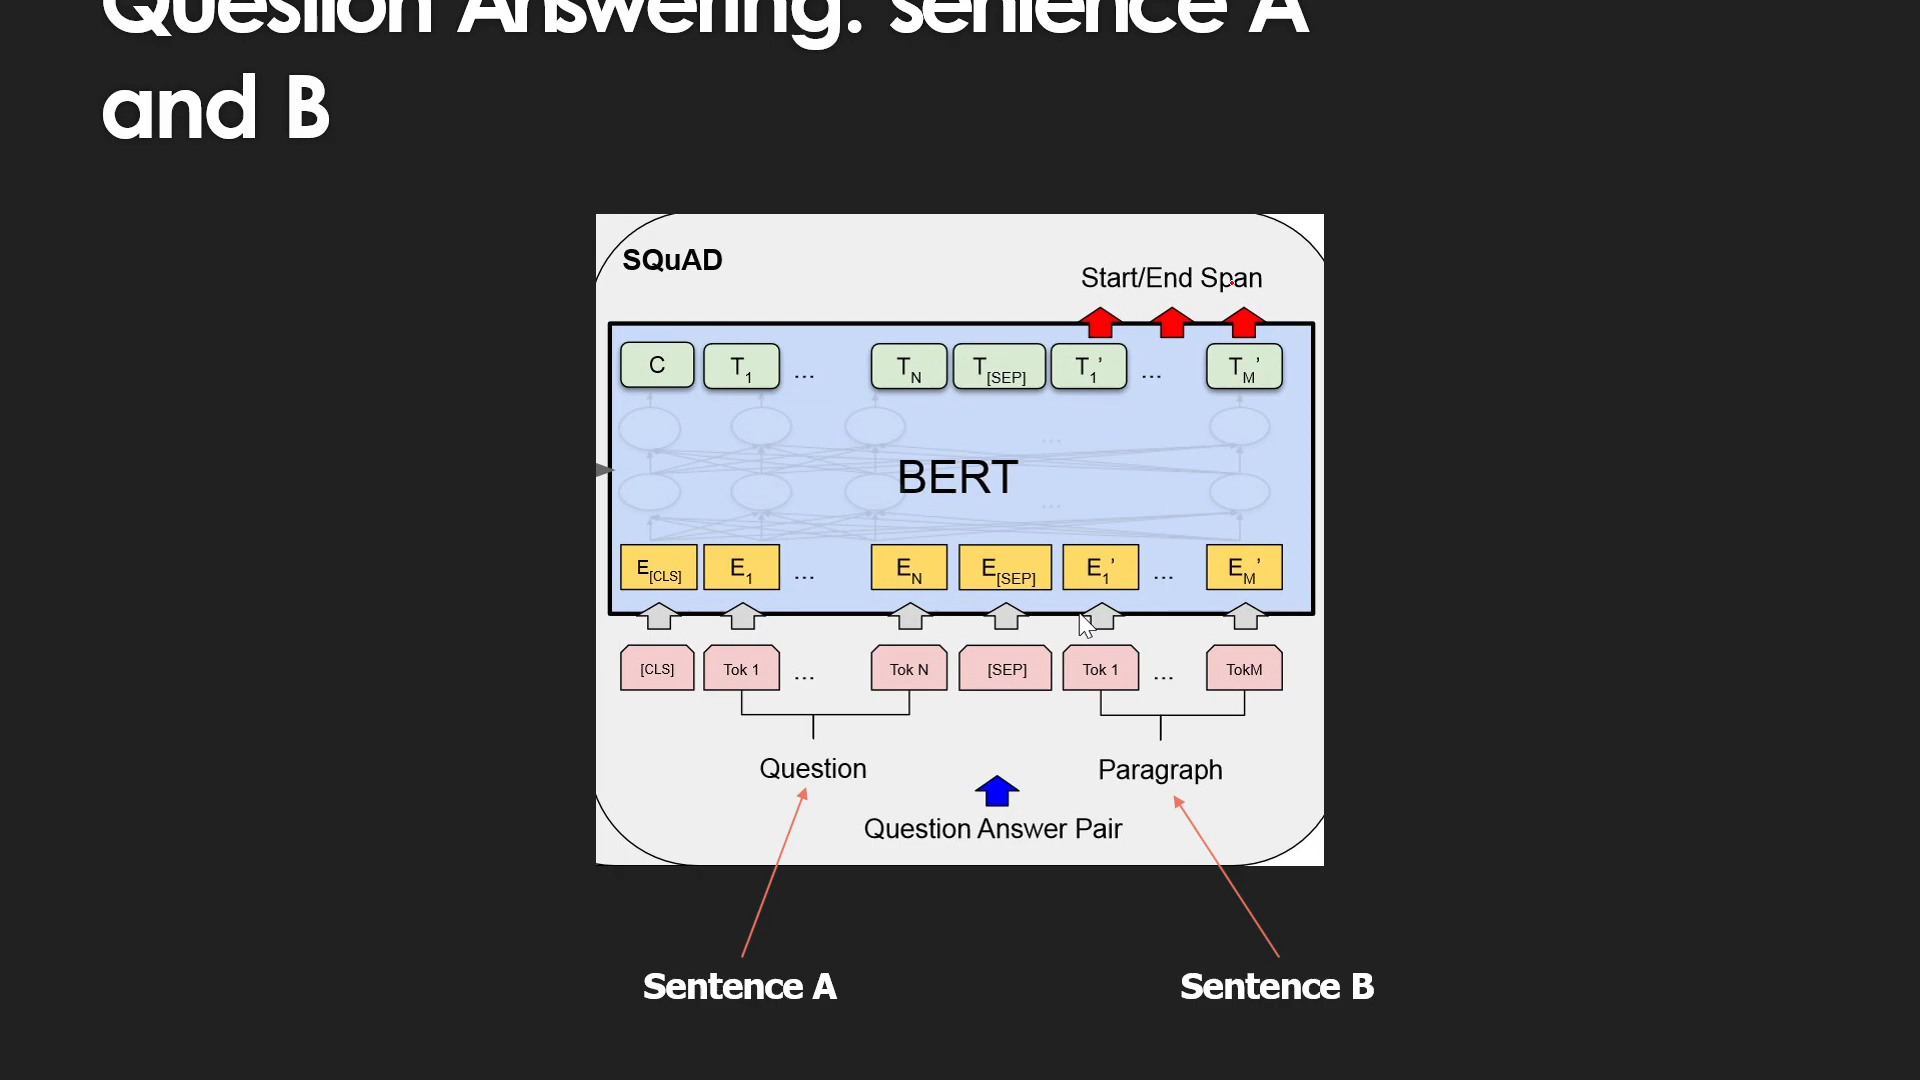 Question Answering: Sentence A
and B
SQuAD
Start/End Span
C T1 ... TN T[SEP] T1' ... TM'
...
BERT
...
E[CLS] E1 ... EN E[SEP] E1' ... EM'
[CLS] Tok 1 ... Tok N [SEP] Tok 1 ... TokM
Question Paragraph
Question Answer Pair
Sentence A Sentence B